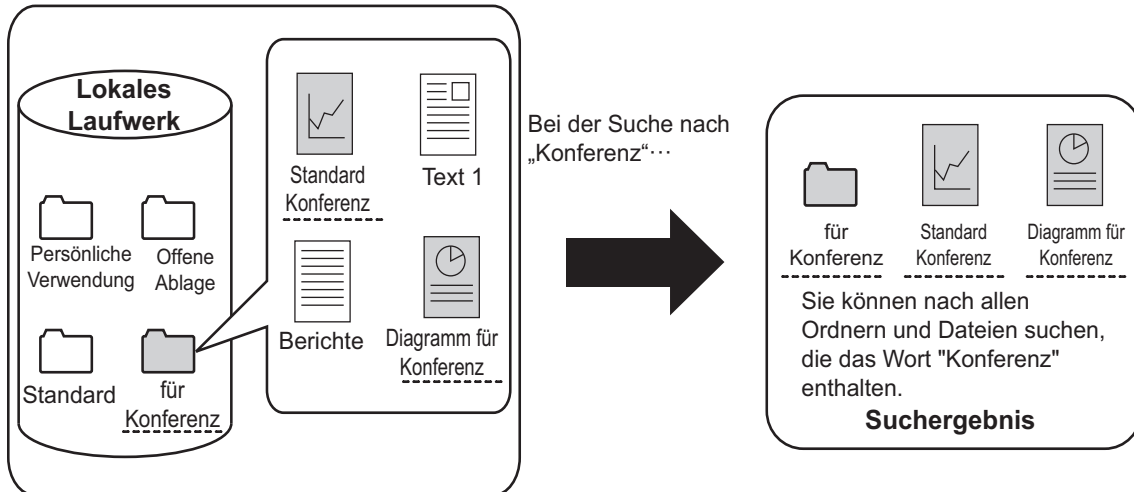 Lokales
Laufwerk
Persönliche
Verwendung
Offene
Ablage
Standard
für
Konferenz
Standard
Konferenz
Text 1
Berichte
Diagramm für
Konferenz
Bei der Suche nach
„Konferenz“⋯
für
Konferenz
Standard
Konferenz
Diagramm für
Konferenz
Sie können nach allen
Ordnern und Dateien suchen,
die das Wort "Konferenz"
enthalten.
Suchergebnis